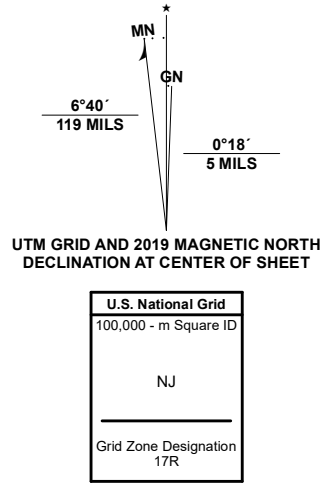 ★
MN
GN
6°40´
119 MILS
0°18´
5 MILS
UTM GRID AND 2019 MAGNETIC NORTH
DECLINATION AT CENTER OF SHEET
U.S. National Grid
100,000 - m Square ID
NJ
Grid Zone Designation
17R